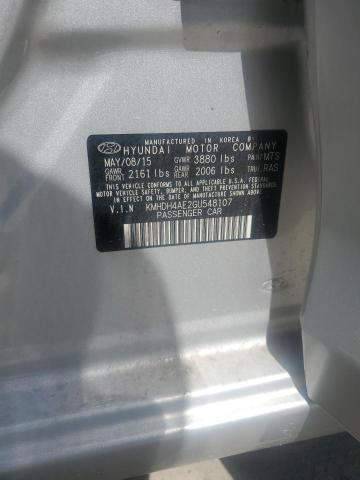 MANUFACTURED IN KOREA BY
HYUNDAI MOTOR COMPANY
MAY/08/15 GVWR 3880 lbs PAINT MTS
GAWR FRONT 2161 lbs GAWR REAR 2006 lbs TRIM RAS
THIS VEHICLE CONFORMS TO ALL APPLICABLE U.S.A. FEDERAL
MOTOR VEHICLE SAFETY, BUMPER, AND THEFT PREVENTION
STANDARDS IN EFFECT ON THE DATE OF MANUFACTURE SHOWN ABOVE.
V.I.N KMHDH4AE2GU548107
PASSENGER CAR